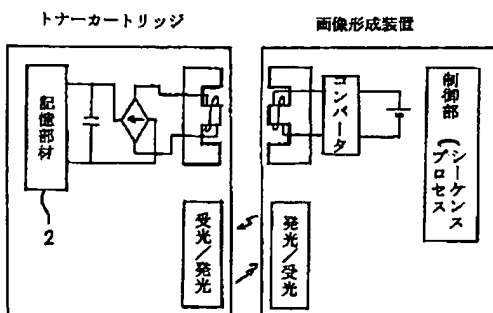 トナーカートリッジ
画像形成装置
記憶部材
2
受光/発光
発光/受光
コンバータ
制御部
(シーケンス
プロセス